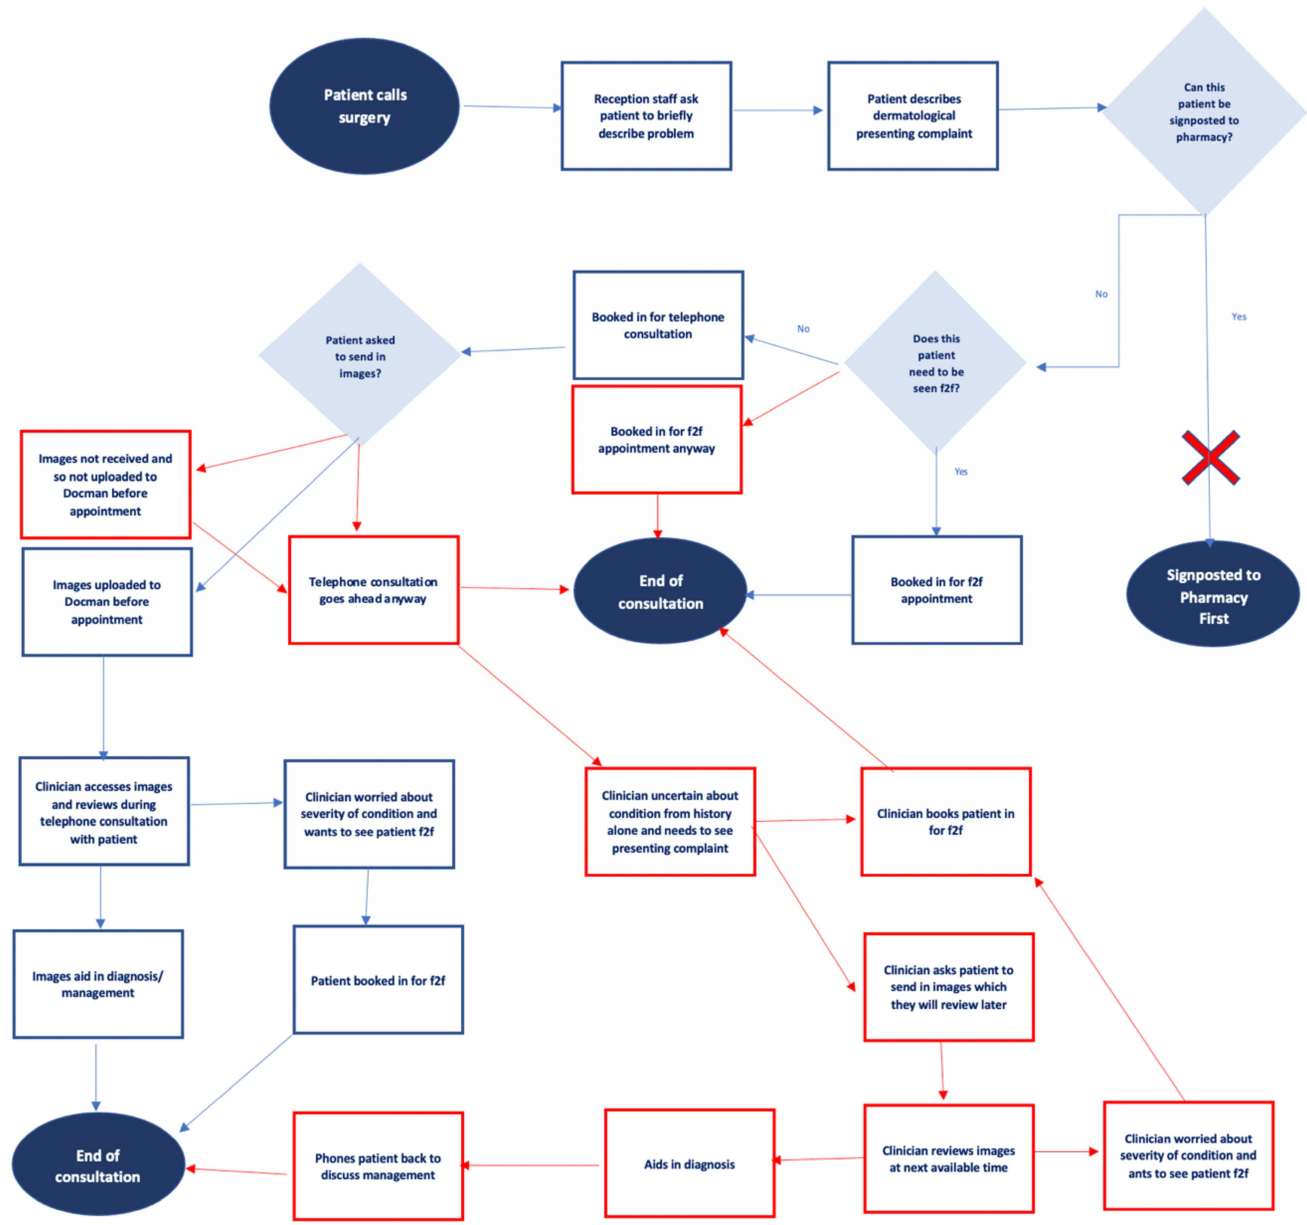 Patient calls
surgery
Reception staff ask
patient to briefly
describe problem
Patient describes
dermatological
presenting complaint
Can this
patient be
signposted to
pharmacy?
No
Yes
Patient asked
to send in
images?
Booked in for telephone
consultation
No
Does this
patient
need to be
seen f2f?
Booked in for f2f
appointment anyway
Yes
Images not received and
so not uploaded to
Docman before
appointment
Images uploaded to
Docman before
appointment
Telephone consultation
goes ahead anyway
End of
consultation
Booked in for f2f
appointment
Signposted to
Pharmacy
First
Clinician accesses images
and reviews during
telephone consultation
with patient
Clinician worried about
severity of condition and
wants to see patient f2f
Clinician uncertain about
condition from history
alone and needs to see
presenting complaint
Clinician books patient in
for f2f
Images aid in diagnosis/
management
Patient booked in for f2f
Clinician asks patient to
send in images which
they will review later
End of
consultation
Phones patient back to
discuss management
Aids in diagnosis
Clinician reviews images
at next available time
Clinician worried about
severity of condition and
ants to see patient f2f